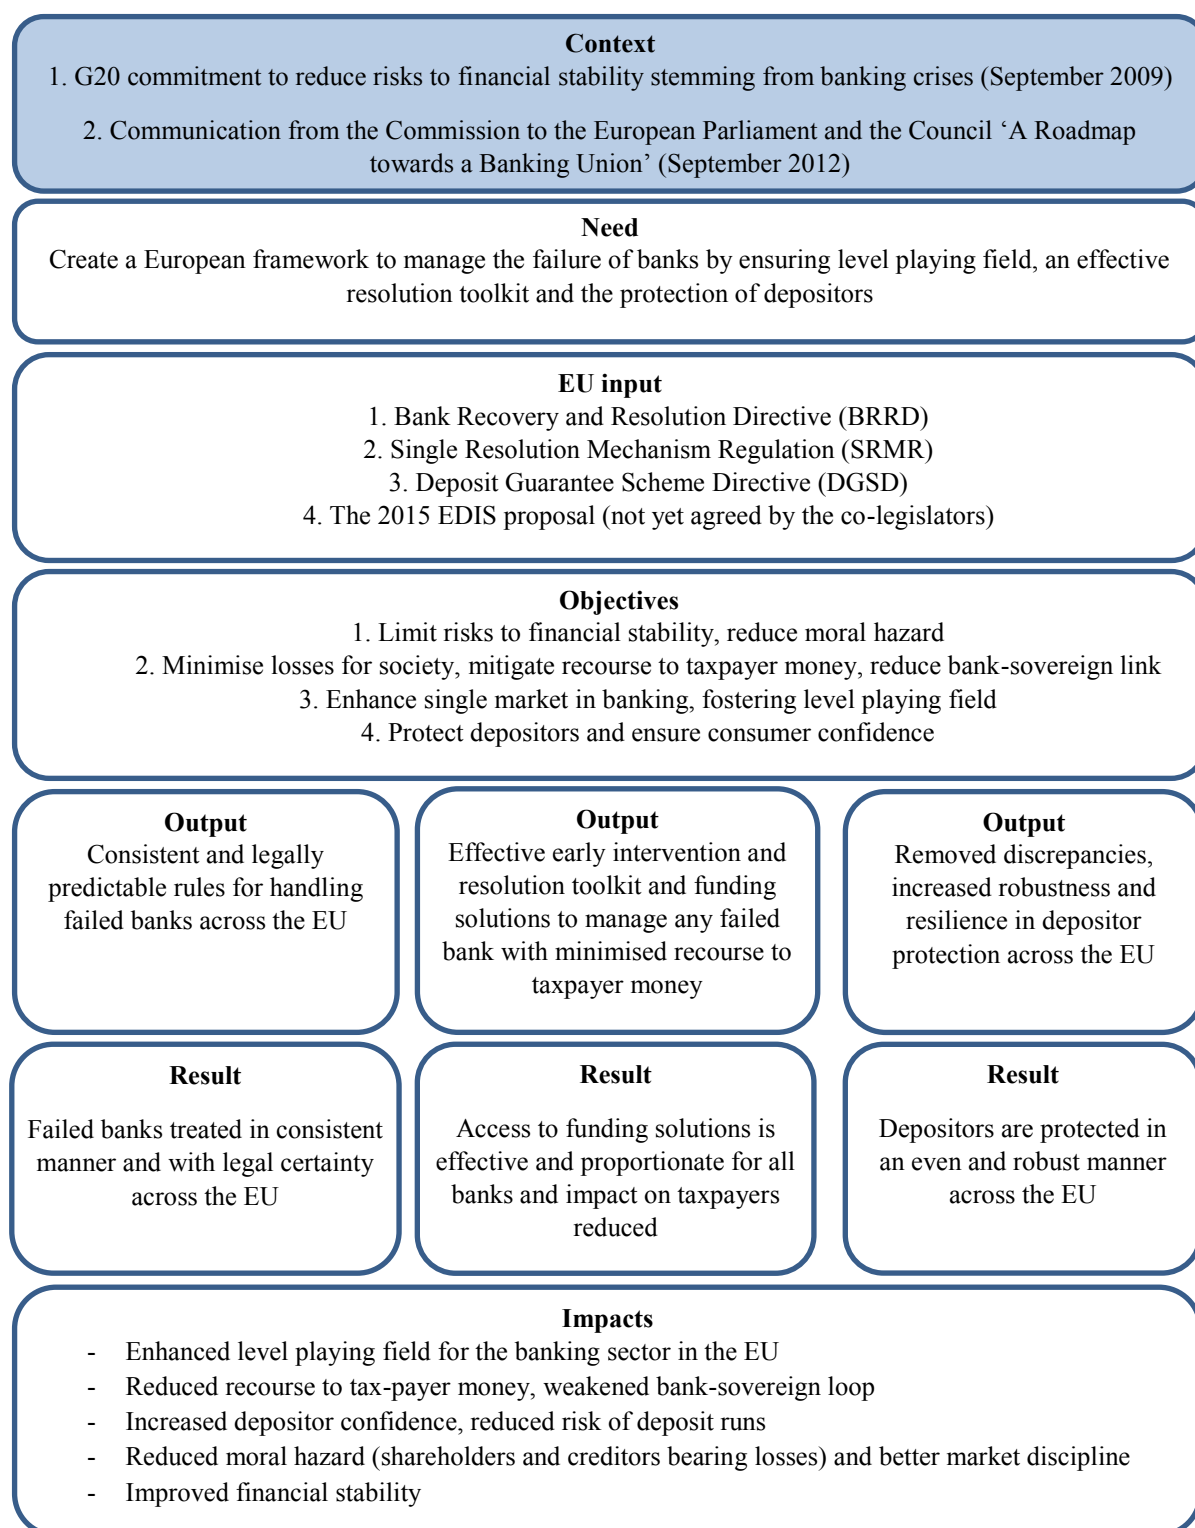 Context
1. G20 commitment to reduce risks to financial stability stemming from banking crises (September 2009)
2. Communication from the Commission to the European Parliament and the Council ‘A Roadmap
towards a Banking Union’ (September 2012)
Need
Create a European framework to manage the failure of banks by ensuring level playing field, an effective
resolution toolkit and the protection of depositors
EU input
1. Bank Recovery and Resolution Directive (BRRD)
2. Single Resolution Mechanism Regulation (SRMR)
3. Deposit Guarantee Scheme Directive (DGSD)
4. The 2015 EDIS proposal (not yet agreed by the co-legislators)
Objectives
1. Limit risks to financial stability, reduce moral hazard
2. Minimise losses for society, mitigate recourse to taxpayer money, reduce bank-sovereign link
3. Enhance single market in banking, fostering level playing field
4. Protect depositors and ensure consumer confidence
Output
Consistent and legally
predictable rules for handling
failed banks across the EU
Output
Effective early intervention and
resolution toolkit and funding
solutions to manage any failed
bank with minimised recourse to
taxpayer money
Output
Removed discrepancies,
increased robustness and
resilience in depositor
protection across the EU
Result
Failed banks treated in consistent
manner and with legal certainty
across the EU
Result
Access to funding solutions is
effective and proportionate for all
banks and impact on taxpayers
reduced
Result
Depositors are protected in
an even and robust manner
across the EU
Impacts
- Enhanced level playing field for the banking sector in the EU
- Reduced recourse to tax-payer money, weakened bank-sovereign loop
- Increased depositor confidence, reduced risk of deposit runs
- Reduced moral hazard (shareholders and creditors bearing losses) and better market discipline
- Improved financial stability